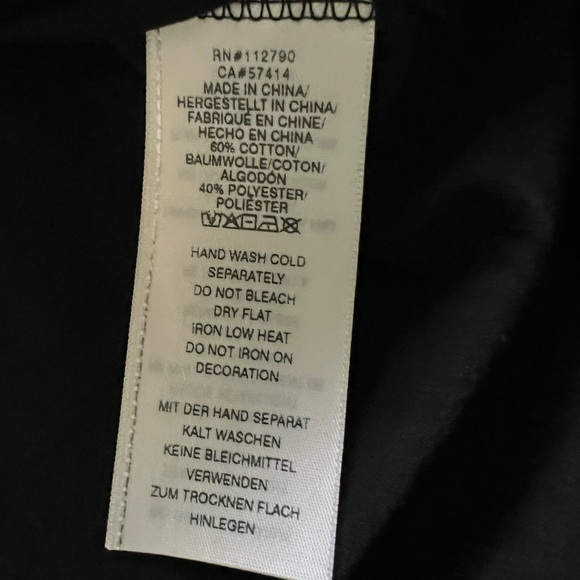 RN#112790
CA#57414
MADE IN CHINA/
HERGESTELLT IN CHINA/
FABRIQUÉ EN CHINE/
HECHO EN CHINA
60% COTTON/
BAUMWOLLE/COTON/
ALGODÓN
40% POLYESTER/
POLIÉSTER
HAND WASH COLD
SEPARATELY
DO NOT BLEACH
DRY FLAT
IRON LOW HEAT
DO NOT IRON ON
DECORATION
MIT DER HAND SEPARAT
KALT WASCHEN
KEINE BLEICHMITTEL
VERWENDEN
ZUM TROCKNEN FLACH
HINLEGEN